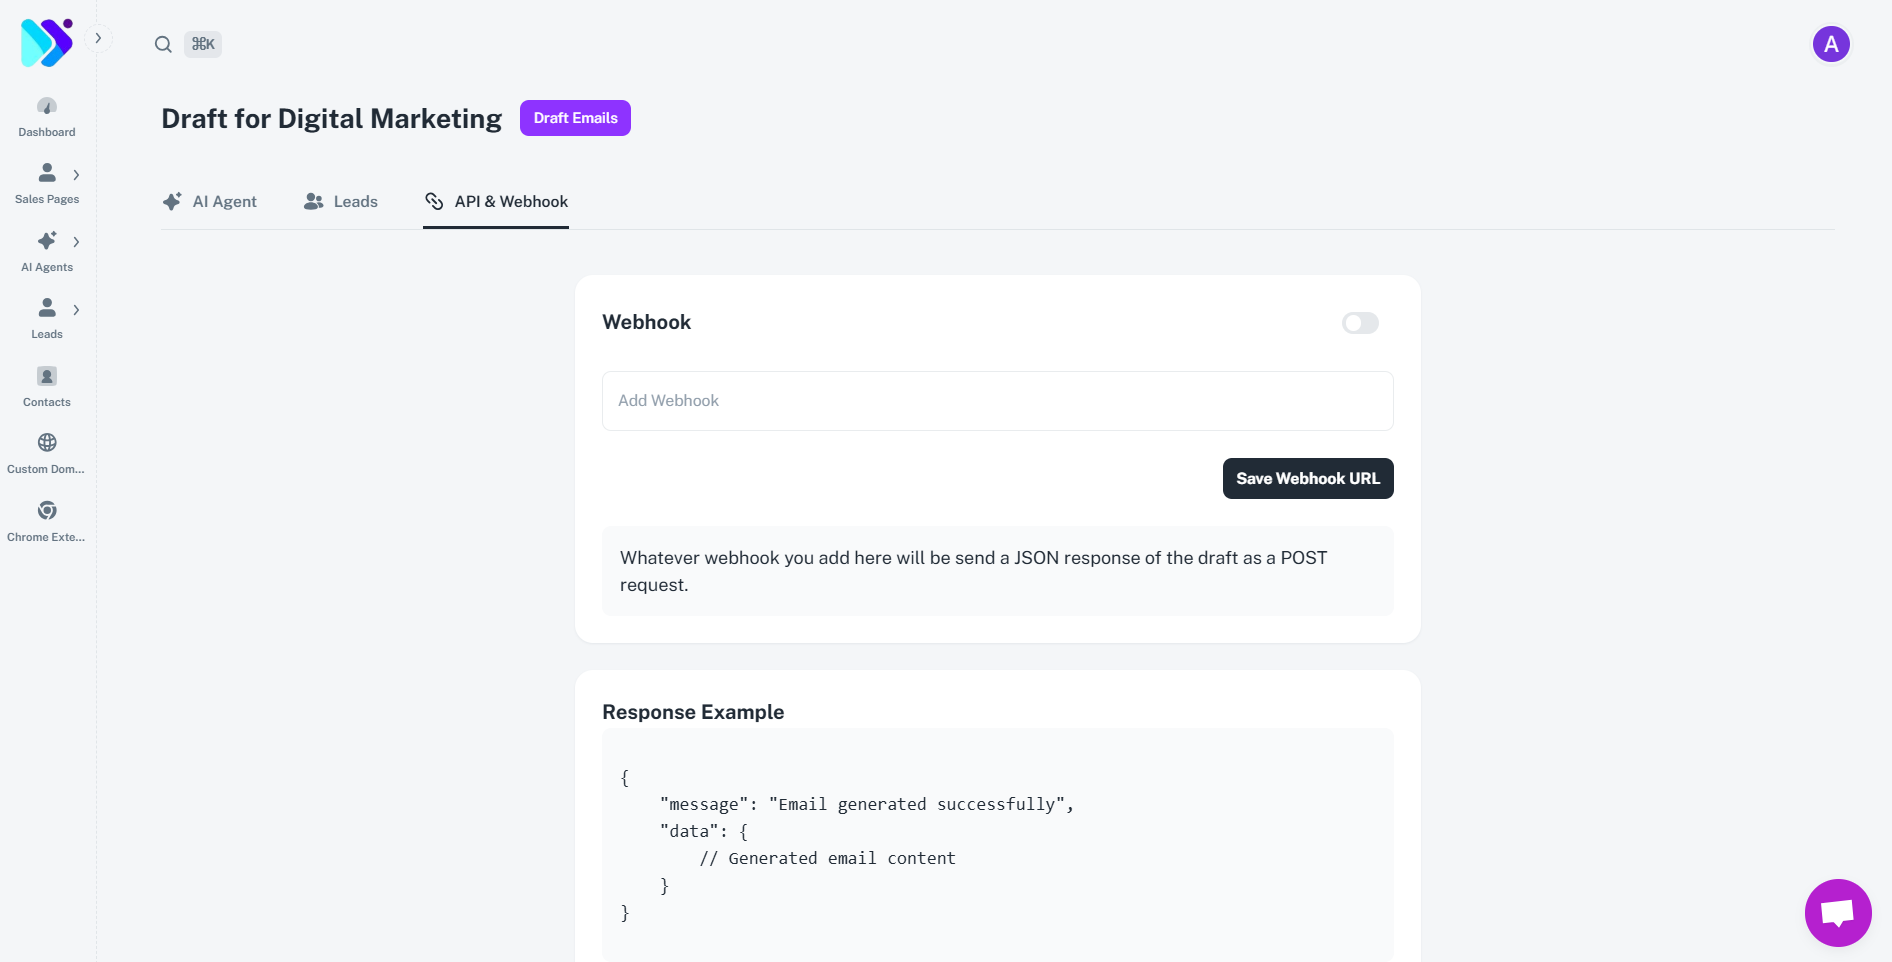 ⌘K
A
Draft for Digital Marketing
Draft Emails
AI Agent
Leads
API & Webhook
Dashboard
Sales Pages
AI Agents
Leads
Contacts
Custom Dom...
Chrome Exte...
Webhook
Add Webhook
Save Webhook URL
Whatever webhook you add here will be send a JSON response of the draft as a POST
request.
Response Example
{
    "message": "Email generated successfully",
    "data": {
        // Generated email content
    }
}